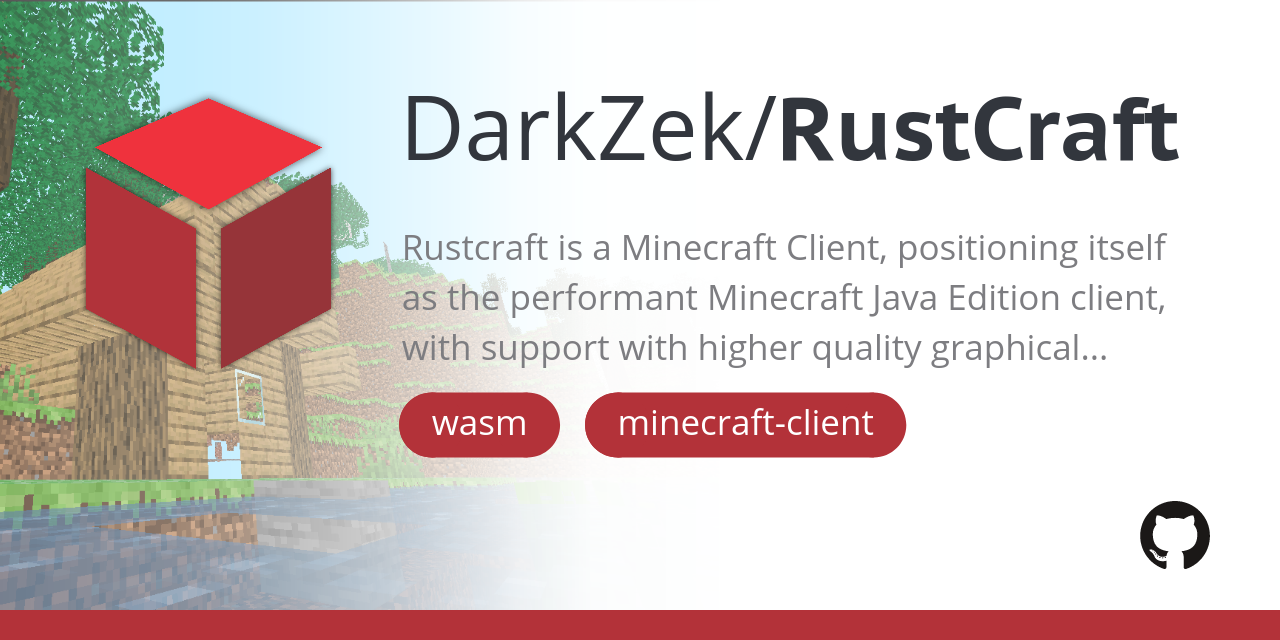 DarkZek/RustCraft
Rustcraft is a Minecraft Client, positioning itself
as the performant Minecraft Java Edition client,
with support with higher quality graphical...
wasm
minecraft-client